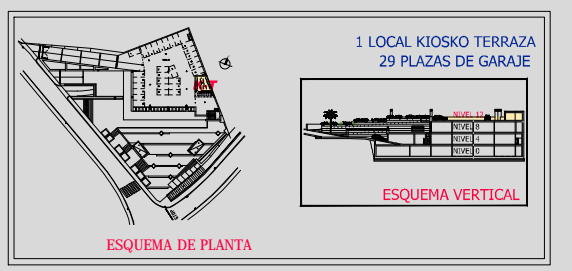 1 LOCAL KIOSKO TERRAZA
29 PLAZAS DE GARAJE
NIVEL 12
NIVEL 8
NIVEL 4
NIVEL 0
ESQUEMA VERTICAL
ESQUEMA DE PLANTA